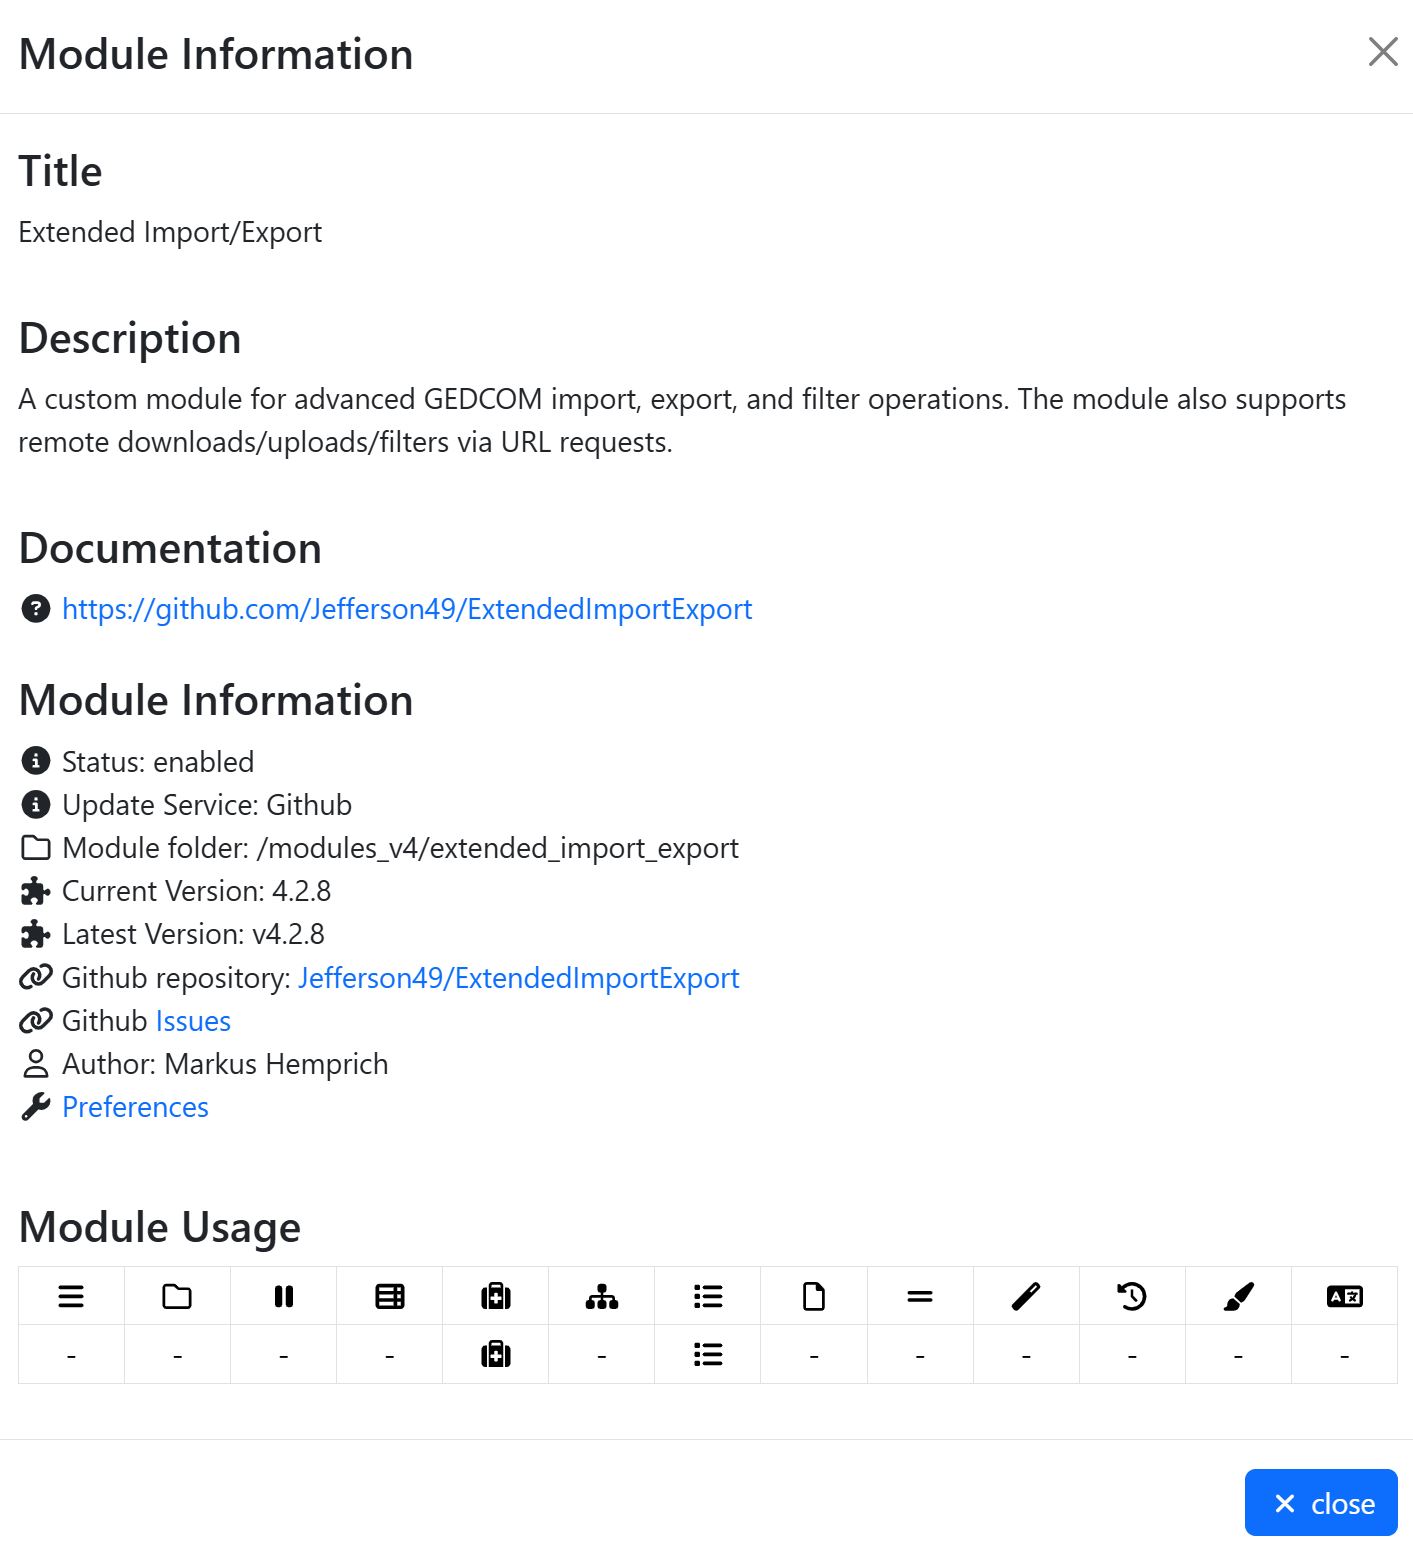 Module Information
Title
Extended Import/Export
Description
A custom module for advanced GEDCOM import, export, and filter operations. The module also supports
remote downloads/uploads/filters via URL requests.
Documentation
https://github.com/Jefferson49/ExtendedImportExport
Module Information
Status: enabled
Update Service: Github
Module folder: /modules_v4/extended_import_export
Current Version: 4.2.8
Latest Version: v4.2.8
Github repository: Jefferson49/ExtendedImportExport
Github Issues
Author: Markus Hemprich
Preferences
Module Usage
- - - - - - - - - - -
close